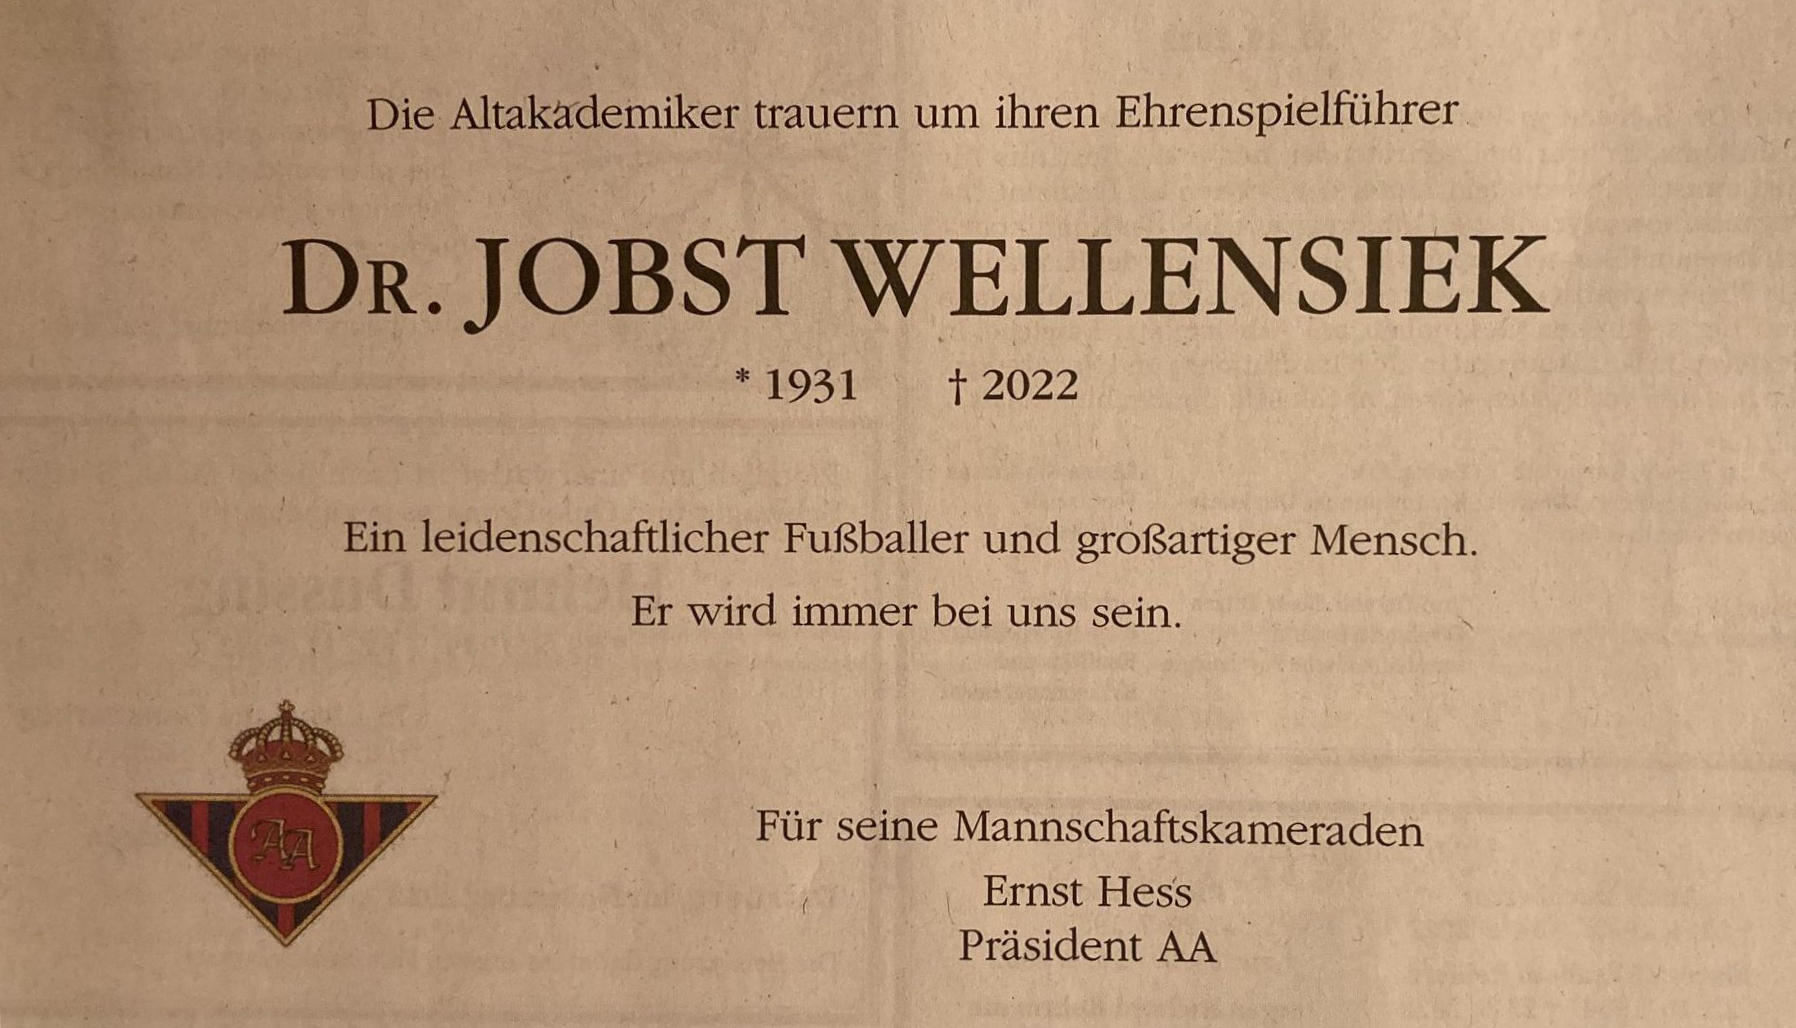 Die Altakademiker trauern um ihren Ehrenspielführer
DR. JOBST WELLENSIEK
* 1931 † 2022
Ein leidenschaftlicher Fußballer und großartiger Mensch.
Er wird immer bei uns sein.
AA
Für seine Mannschaftskameraden
Ernst Hess
Präsident AA